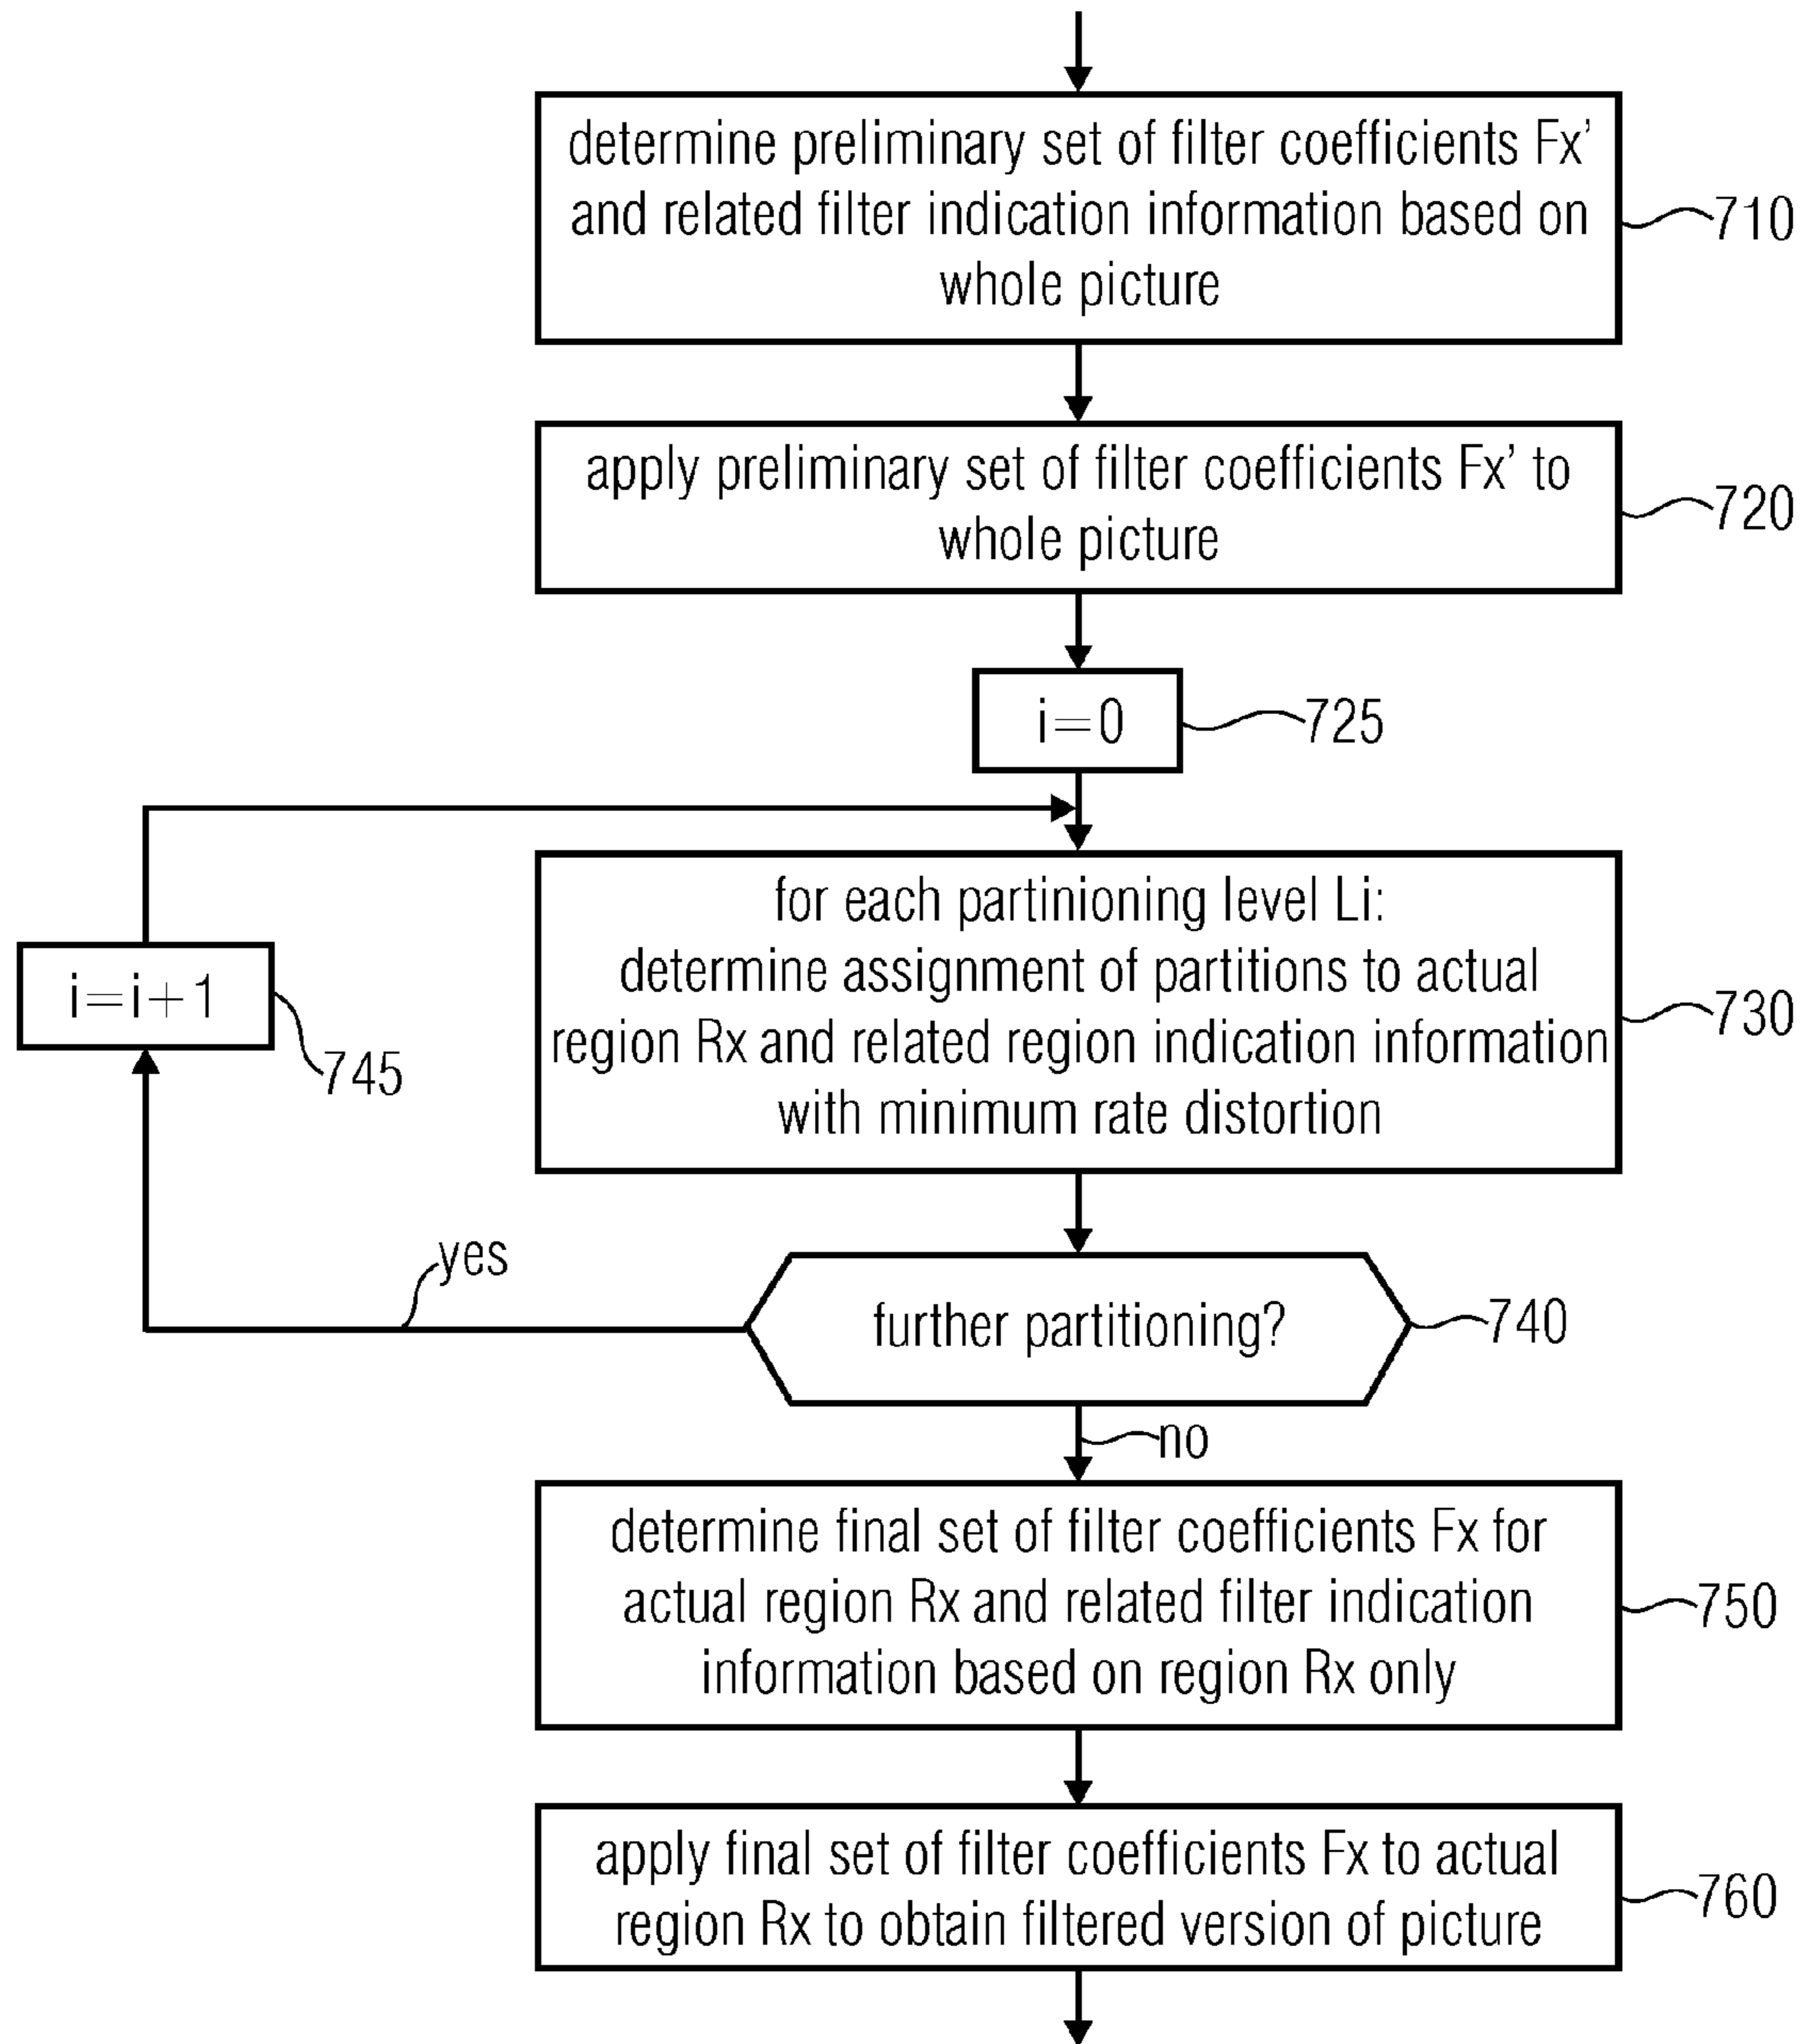 determine preliminary set of filter coefficients Fx’
and related filter indication information based on
whole picture
710
apply preliminary set of filter coefficients Fx’ to
whole picture
720
i=0
725
for each partinioning level Li:
determine assignment of partitions to actual
region Rx and related region indication information
with minimum rate distortion
730
i=i+1
745
yes
further partitioning?
740
no
determine final set of filter coefficients Fx for
actual region Rx and related filter indication
information based on region Rx only
750
apply final set of filter coefficients Fx to actual
region Rx to obtain filtered version of picture
760